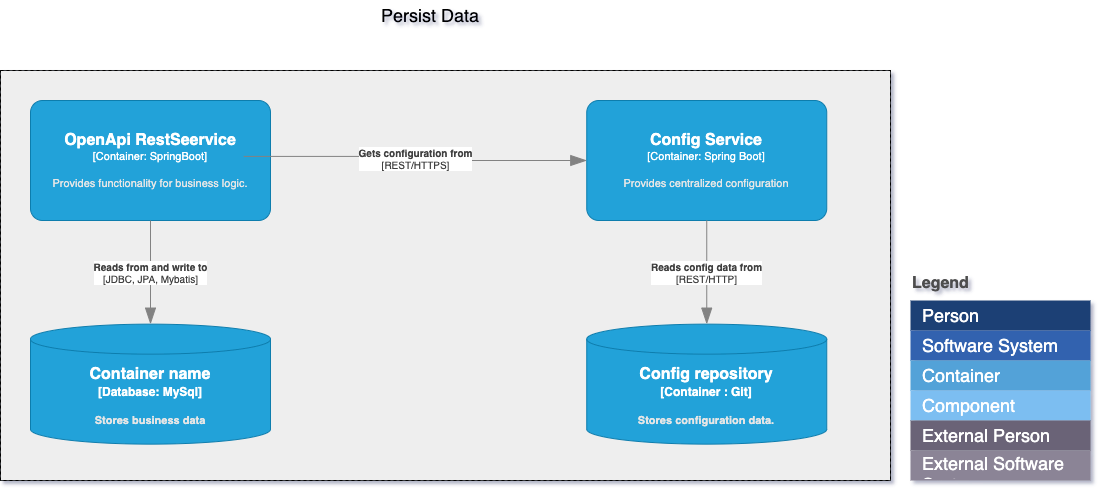 Persist Data
OpenApi RestSeervice
[Container: SpringBoot]
Provides functionality for business logic.
Gets configuration from
[REST/HTTPS]
Config Service
[Container: Spring Boot]
Provides centralized configuration
Reads from and write to
[JDBC, JPA, Mybatis]
Reads config data from
[REST/HTTP]
Container name
[Database: MySql]
Stores business data
Config repository
[Container : Git]
Stores configuration data.
Legend
Person
Software System
Container
Component
External Person
External Software